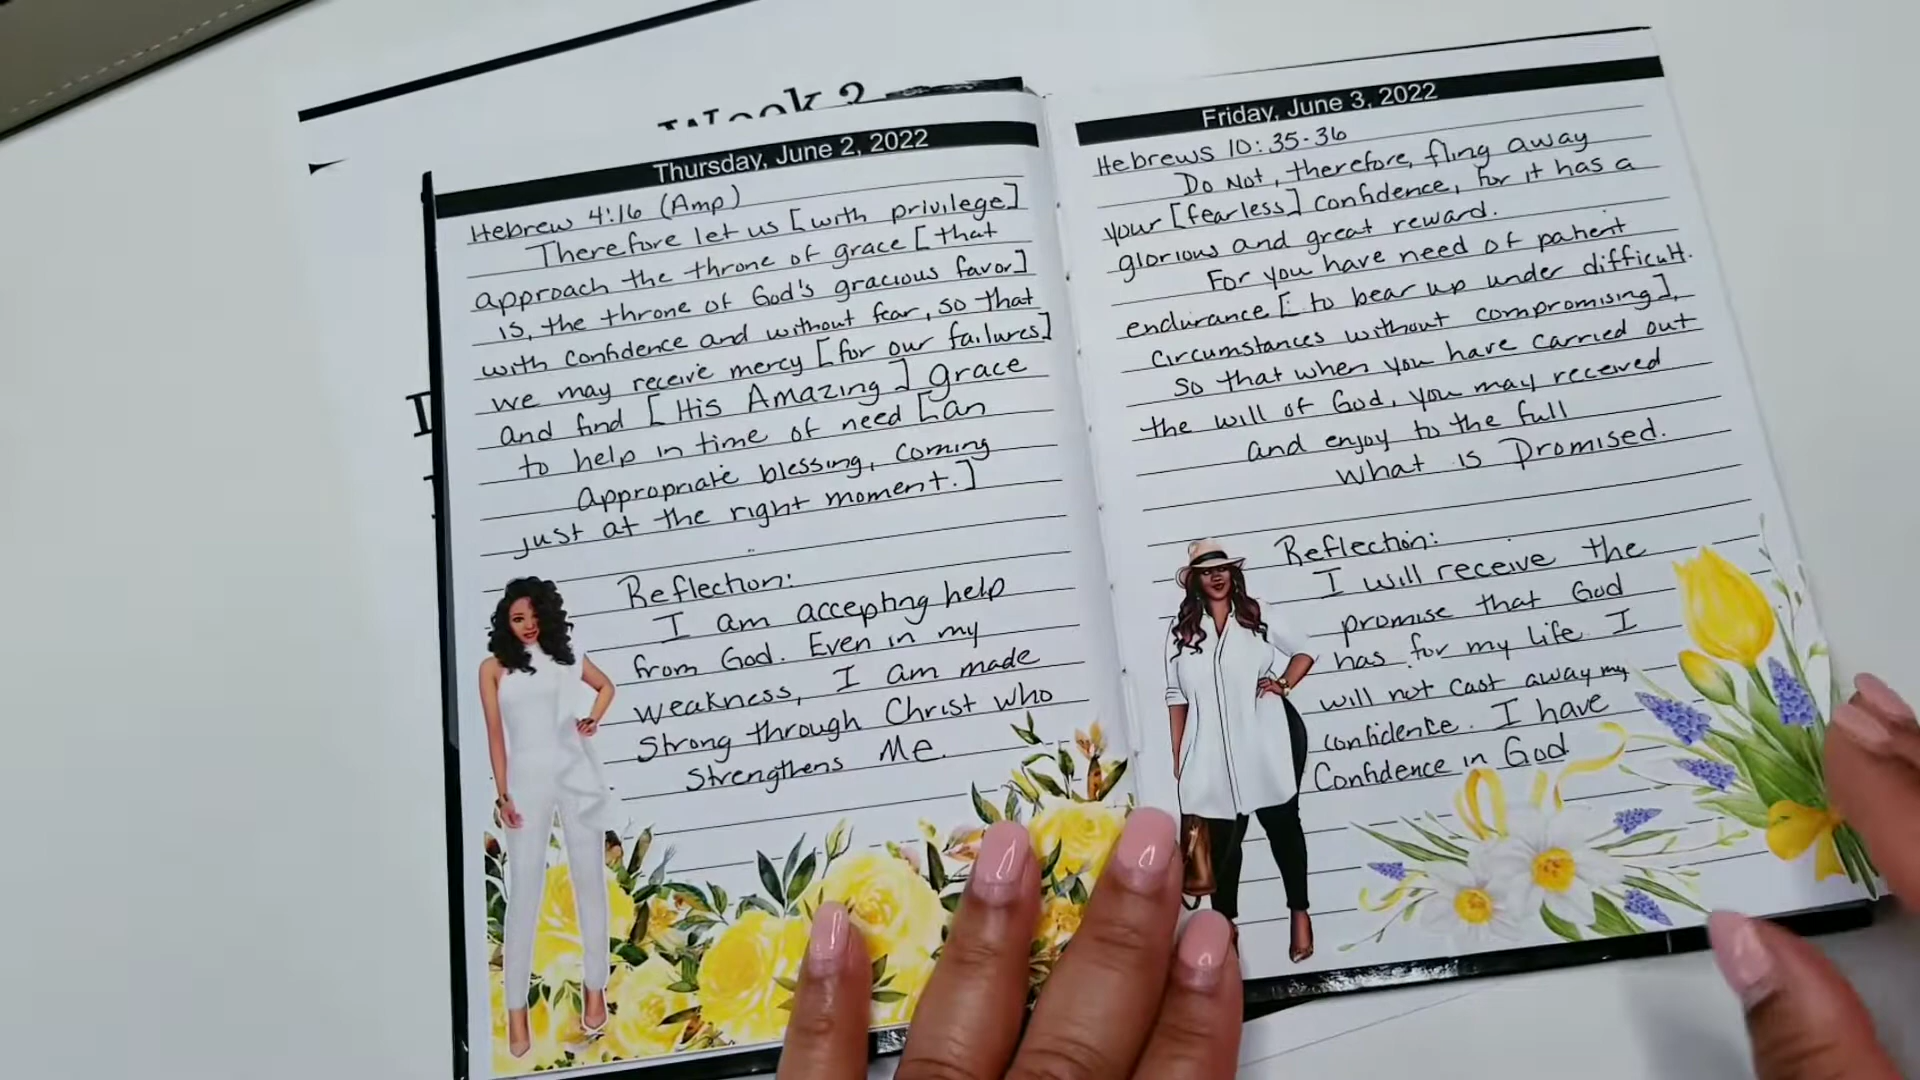 Week 2
Thursday, June 2, 2022
Hebrew 4:16 (Amp)
Therefore let us [with privilege]
approach the throne of grace [that
is, the throne of God's gracious favor]
with confidence and without fear, so that
we may receive mercy [for our failures]
and find [His Amazing] grace
to help in time of need [an
Appropriate blessing, coming
just at the right moment.]
Reflection:
I am accepting help
from God. Even in my
weakness, I am made
Strong through Christ who
Strengthens Me.
Friday, June 3, 2022
Hebrews 10:35-36
Do Not, therefore, fling away
your [fearless] confidence, for it has a
glorious and great reward.
For you have need of patient
endurance [to bear up under difficult.
circumstances without compromising],
so that when you have carried out
the will of God, you may received
and enjoy to the full
what is Promised.
Reflection:
I will receive the
promise that God
has for my life. I
will not cast away my
confidence. I have
Confidence in God